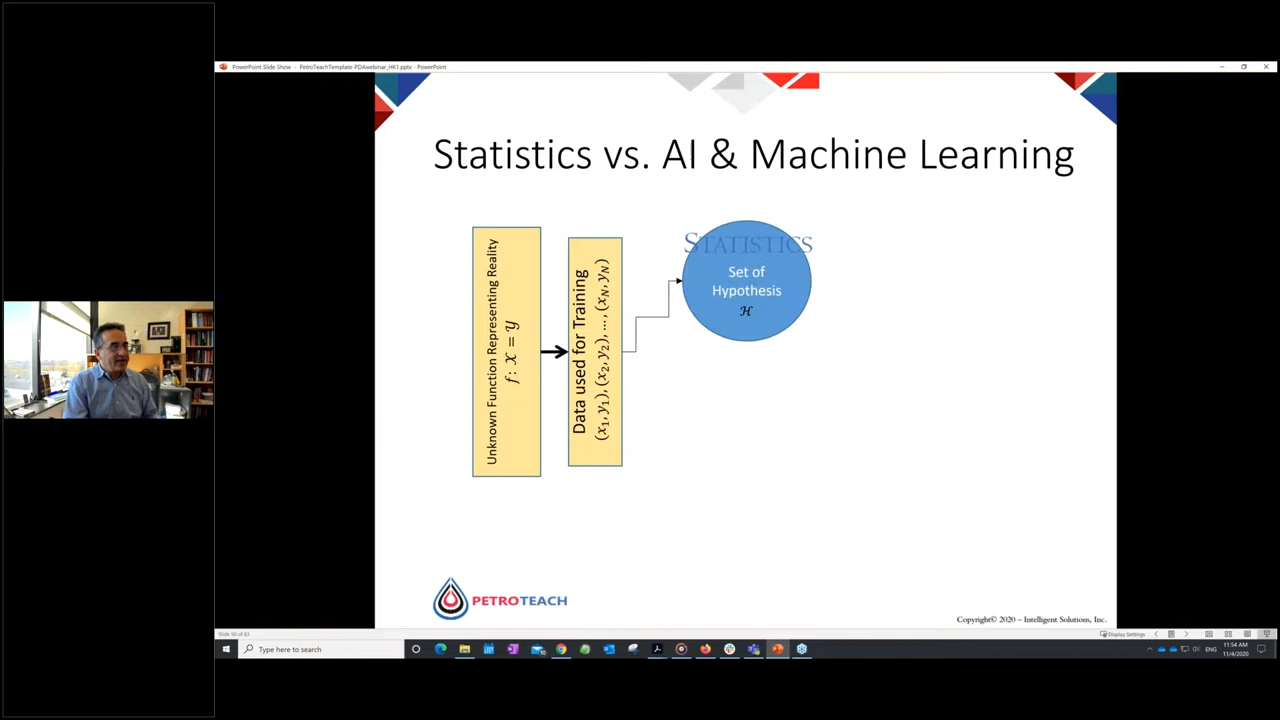 PowerPoint Slide Show - PetroTeachTemplate-PDAwebinar_HK1.pptx - PowerPoint
Statistics vs. AI & Machine Learning
Unknown Function Representing Reality
f: x = y
Data used for Training
(x₁, y₁), (x₂, y₂), ..., (x_N, y_N)
STATISTICS
Set of
Hypothesis
ℋ
PETROTEACH
Copyright© 2020 – Intelligent Solutions, Inc.
Slide 50 of 83
Display Settings
Type here to search
ENG
11:54 AM
11/4/2020